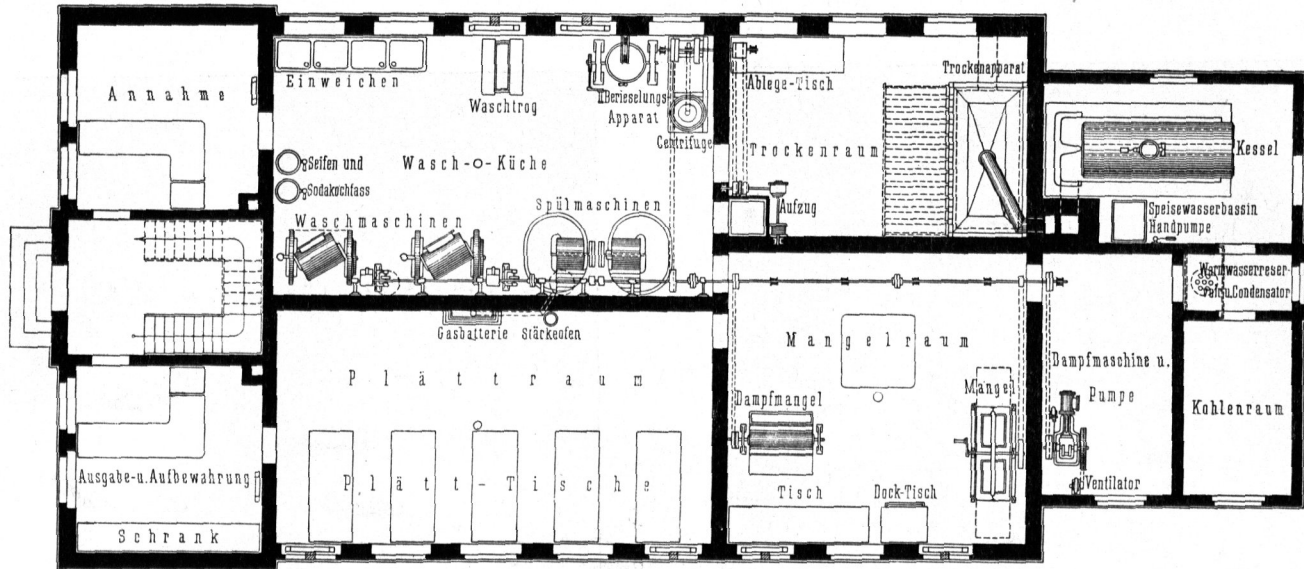 Annahme
Einweichen
Waschtrog
Berieselungs-
Apparat
Centrifuge
Ablege-Tisch
Trockenapparat
Trockenraum
Aufzug
Kessel
Speisewasserbassin
Handpumpe
Seifen und
Sodakochfass
Wasch-o-Küche
Waschmaschinen
Spülmaschinen
Warmwasserreser-
u. Condensator
Gasbatterie
Stärkeofen
Plättraum
Plätt-Tische
Mangelraum
Dampfmangel
Mangel
Tisch
Dock-Tisch
Dampfmaschine u.
Pumpe
Ventilator
Kohlenraum
Ausgabe-u. Aufbewahrung
Schrank